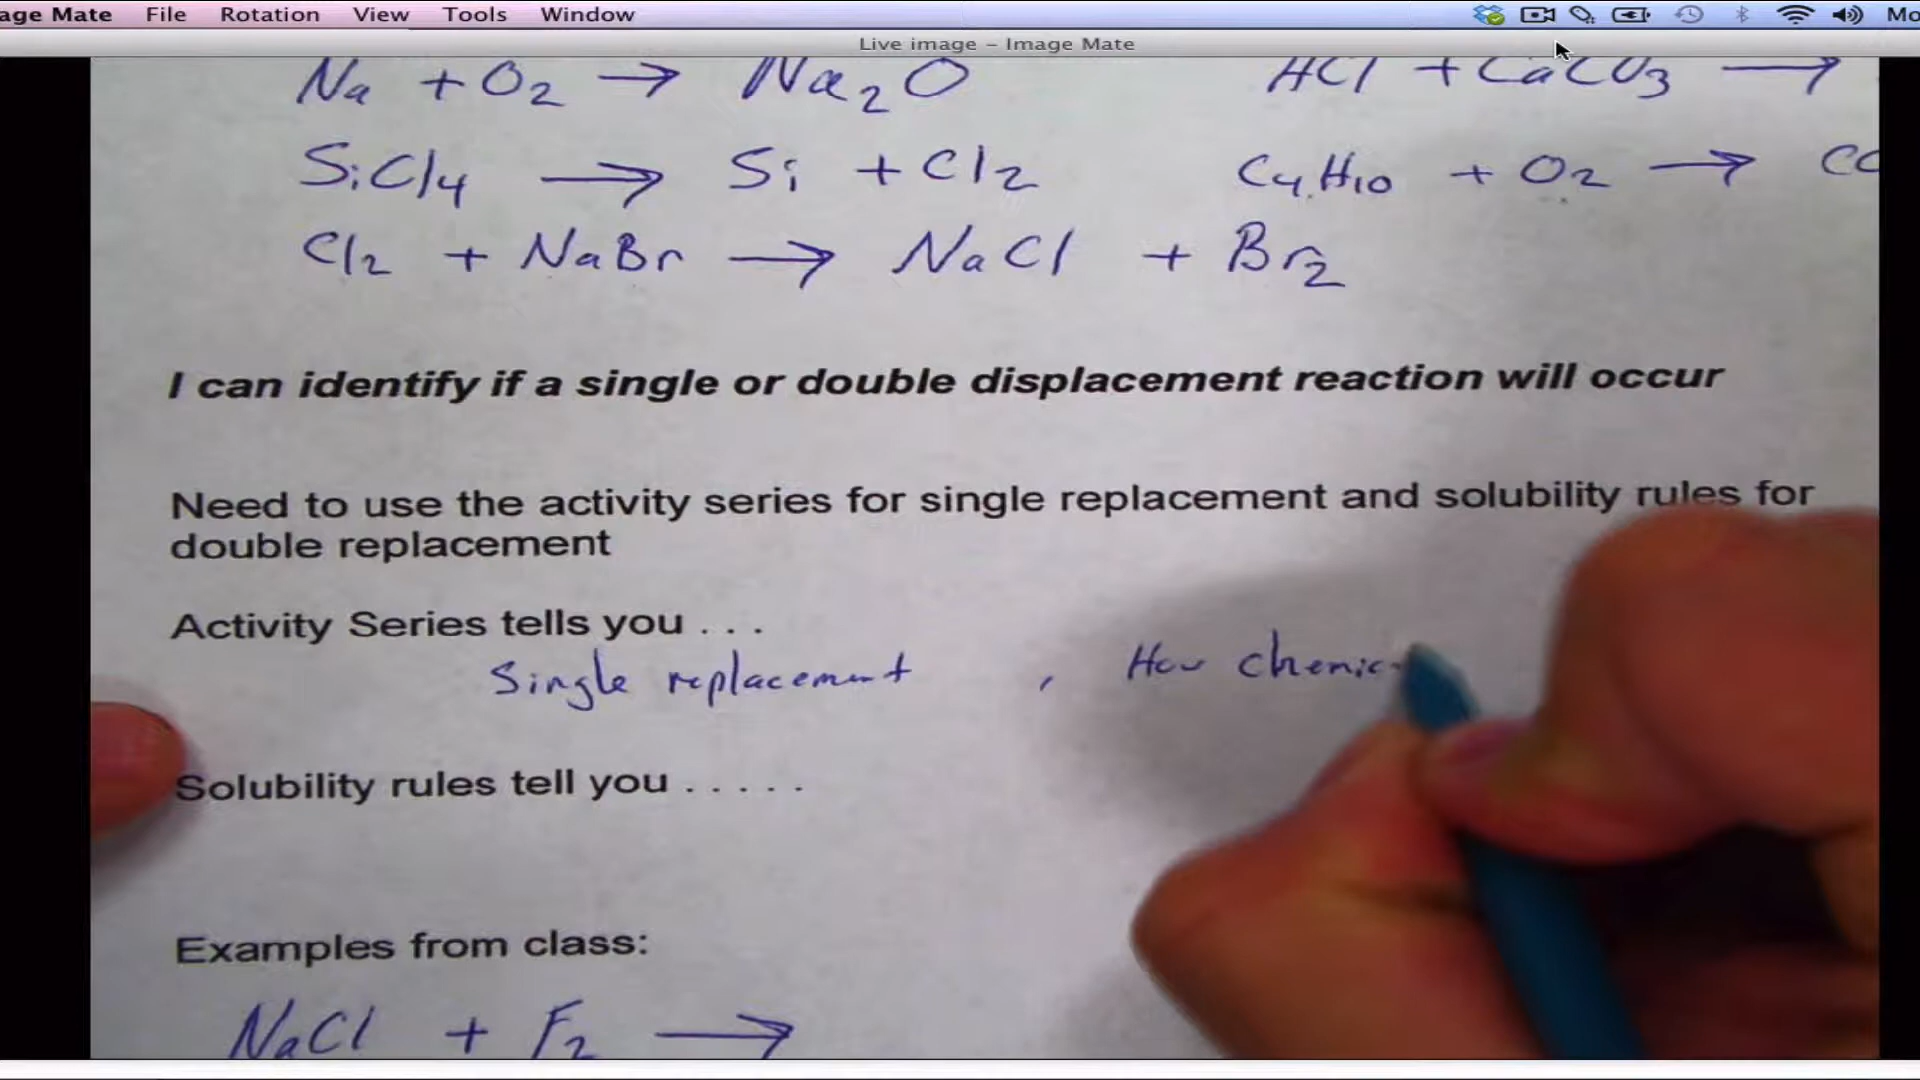 age Mate File Rotation View Tools Window Mo
Live image – Image Mate
Na + O2 → Na2O HCl + CaCO3 →
SiCl4 → Si + Cl2 C4H10 + O2 → CO
Cl2 + NaBr → NaCl + Br2
I can identify if a single or double displacement reaction will occur
Need to use the activity series for single replacement and solubility rules for
double replacement
Activity Series tells you . . .
Single replacement , How chemic
Solubility rules tell you . . . . .
Examples from class:
NaCl + F2 →